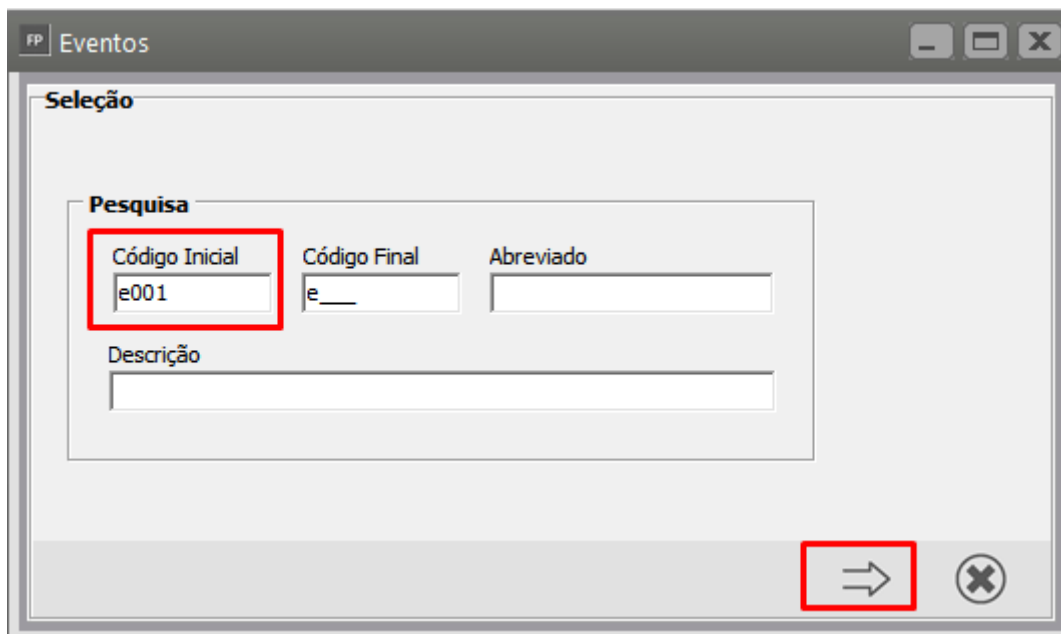 FP Eventos
Seleção
Pesquisa
Código Inicial Código Final Abreviado
e001 e___
Descrição